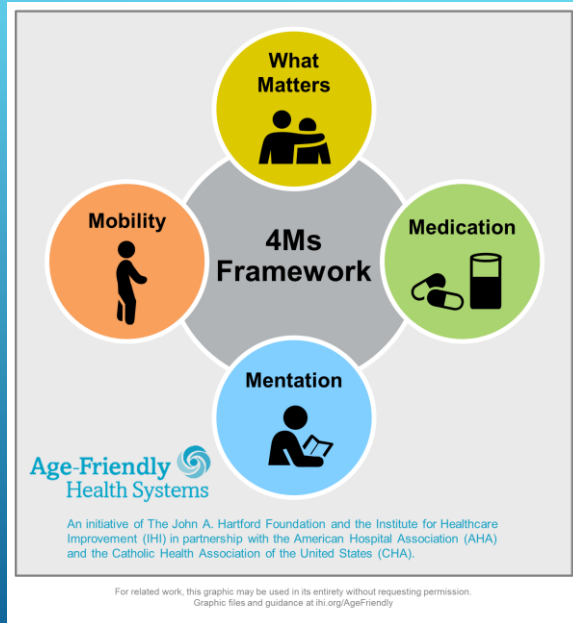 What
Matters
Mobility
4Ms
Framework
Medication
Mentation
Age-Friendly
Health Systems
An initiative of The John A. Hartford Foundation and the Institute for Healthcare
Improvement (IHI) in partnership with the American Hospital Association (AHA)
and the Catholic Health Association of the United States (CHA).
For related work, this graphic may be used in its entirety without requesting permission.
Graphic files and guidance at ihi.org/AgeFriendly